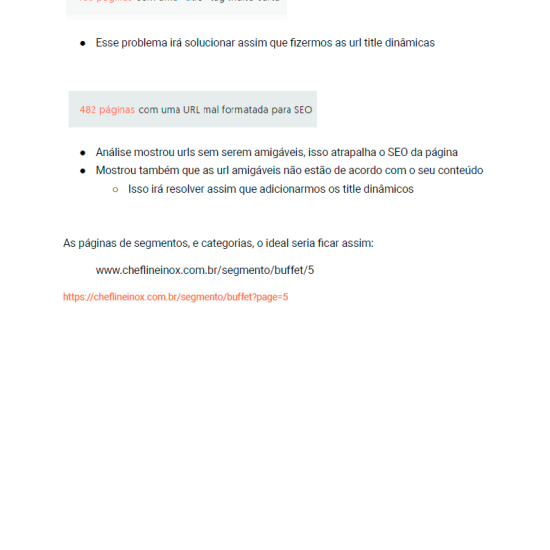 com uma
● Esse problema irá solucionar assim que fizermos as url title dinâmicas
482 páginas com uma URL mal formatada para SEO
● Análise mostrou urls sem serem amigáveis, isso atrapalha o SEO da página
● Mostrou também que as url amigáveis não estão de acordo com o seu conteúdo
○ Isso irá resolver assim que adicionarmos os title dinâmicos
As páginas de segmentos, e categorias, o ideal seria ficar assim:
www.cheflineinox.com.br/segmento/buffet/5
https://cheflineinox.com.br/segmento/buffet?page=5